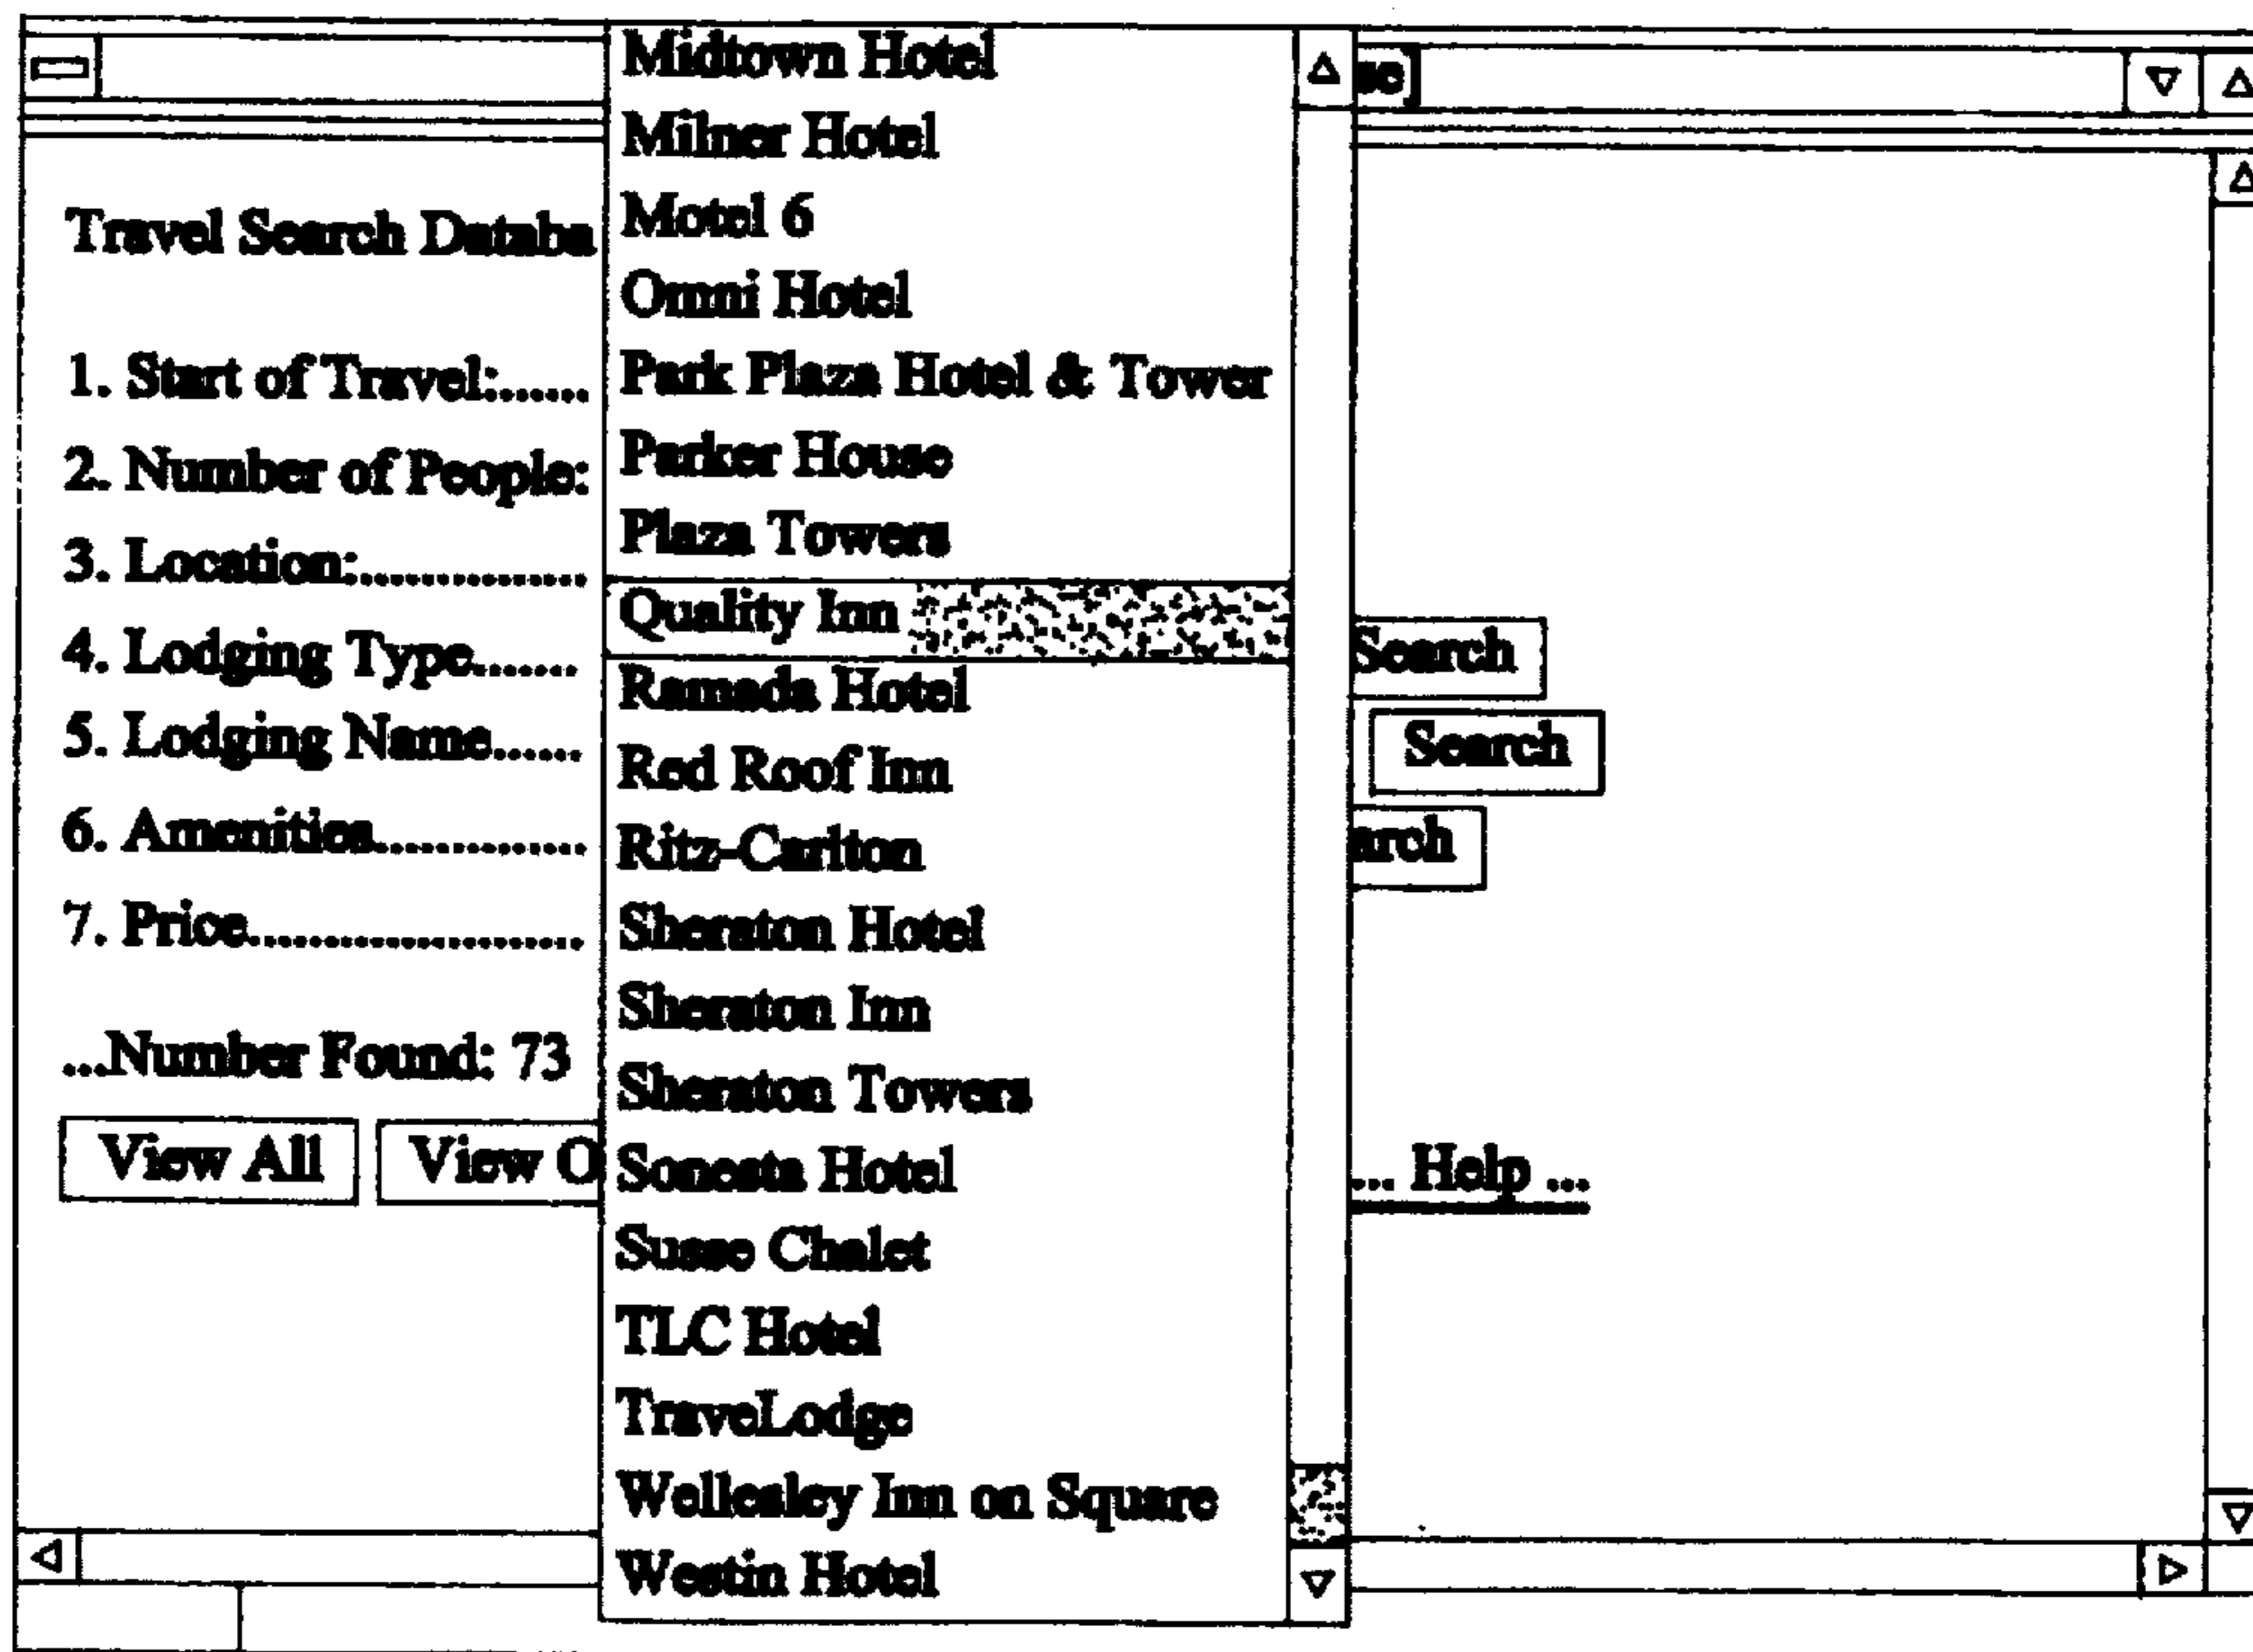 se]
Travel Search Databa
1. Start of Travel:.......
2. Number of People:
3. Location:...............
4. Lodging Type.......
5. Lodging Name......
6. Amenities..............
7. Price......................
...Number Found: 73
View All
View O
Midtown Hotel
Milner Hotel
Motel 6
Omni Hotel
Park Plaza Hotel & Tower
Parker House
Plaza Towers
Quality Inn
Ramada Hotel
Red Roof Inn
Ritz-Carlton
Sheraton Hotel
Sheraton Inn
Sheraton Towers
Sonesta Hotel
Susse Chalet
TLC Hotel
TraveLodge
Wellesley Inn on Square
Westin Hotel
Search
Search
arch
... Help ...